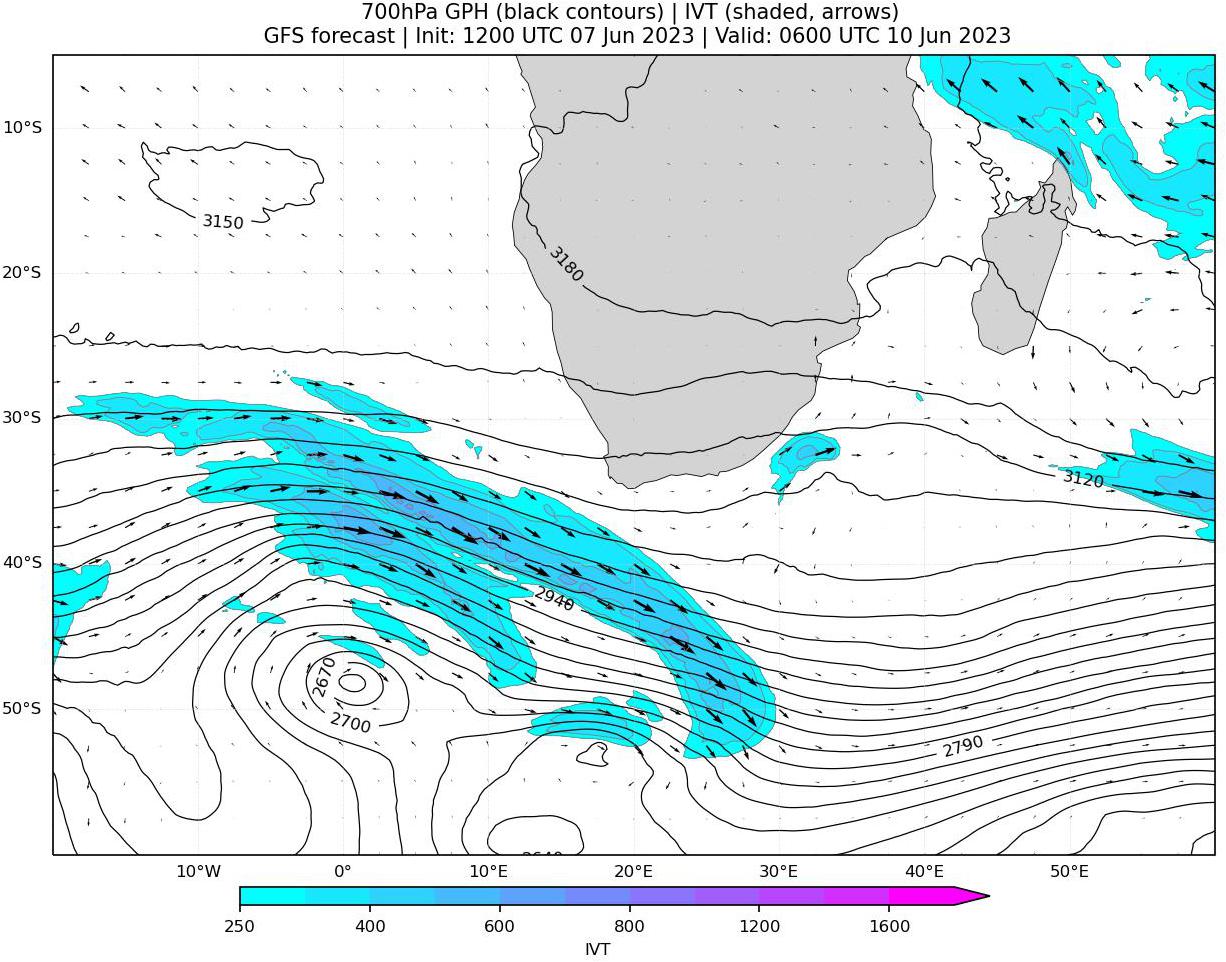 700hPa GPH (black contours) | IVT (shaded, arrows)
GFS forecast | Init: 1200 UTC 07 Jun 2023 | Valid: 0600 UTC 10 Jun 2023
10°S
3150
20°S
3180
30°S
3120
40°S
2940
2670
50°S
2700
2790
10°W
0°
10°E
20°E
30°E
40°E
50°E
250
400
600
800
1200
1600
IVT